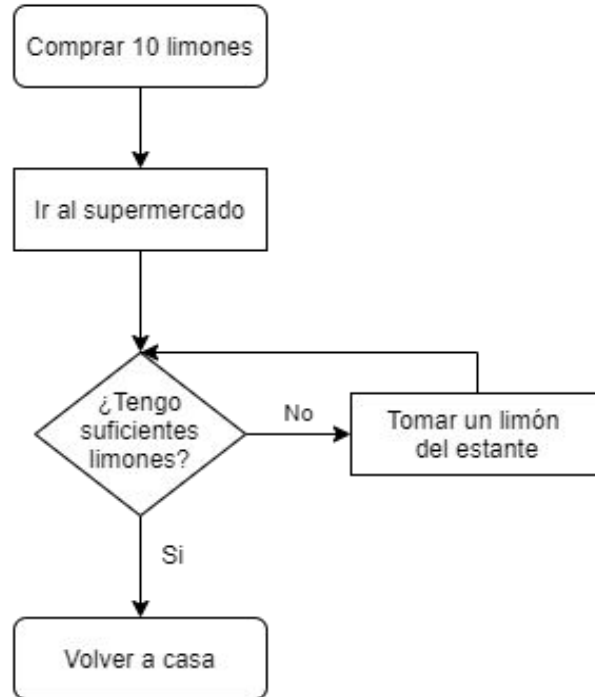 Comprar 10 limones
Ir al supermercado
¿Tengo
suficientes
limones?
No
Tomar un limón
del estante
Si
Volver a casa